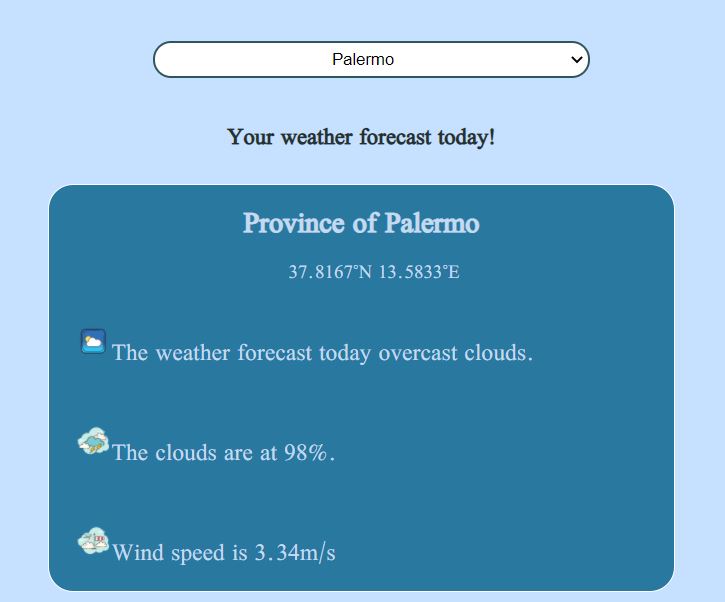 Palermo
Your weather forecast today!
Province of Palermo
37.8167°N 13.5833°E
The weather forecast today overcast clouds.
The clouds are at 98%.
Wind speed is 3.34m/s